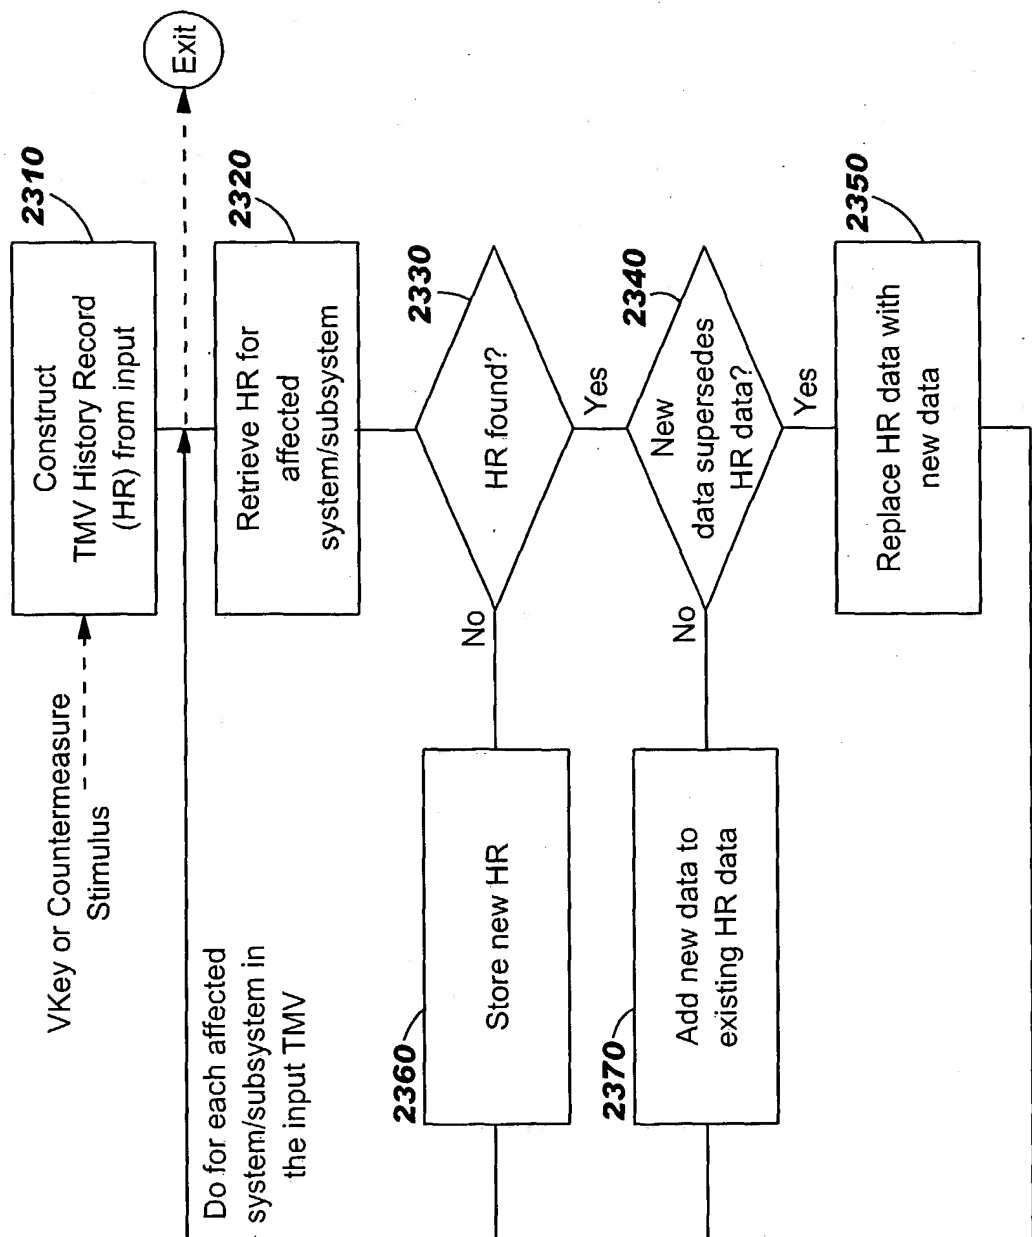 VKey or Countermeasure
Stimulus
Construct
TMV History Record
(HR) from input
2310
Exit
Do for each affected
system/subsystem in
the input TMV
Retrieve HR for
affected
system/subsystem
2320
HR found?
2330
No
Yes
Store new HR
2360
New
data supersedes
HR data?
2340
No
Yes
Add new data to
existing HR data
2370
Replace HR data with
new data
2350